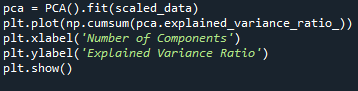 pca = PCA().fit(scaled_data)
plt.plot(np.cumsum(pca.explained_variance_ratio_))
plt.xlabel('Number of Components')
plt.ylabel('Explained Variance Ratio')
plt.show()